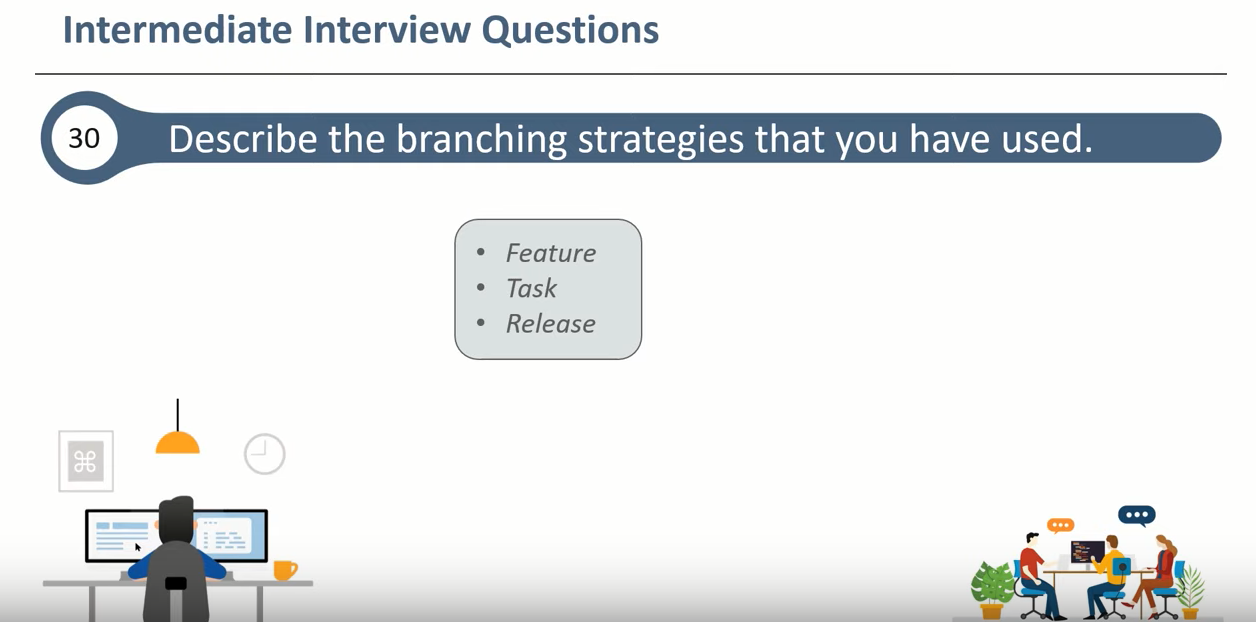 Intermediate Interview Questions
30 Describe the branching strategies that you have used.
• Feature
• Task
• Release